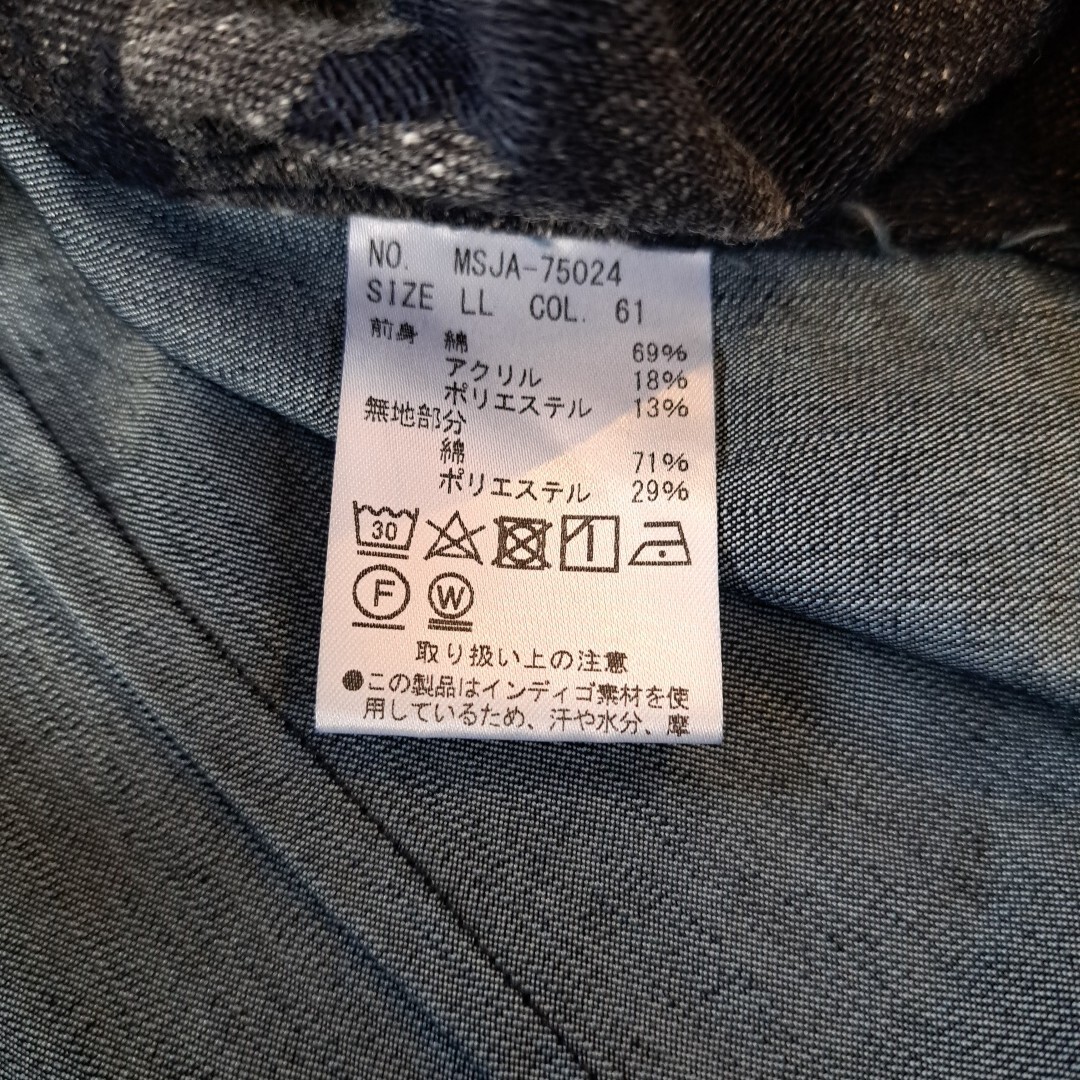 NO. MSJA-75024
SIZE LL COL. 61
前身 綿 69%
アクリル 18%
ポリエステル 13%
無地部分
綿 71%
ポリエステル 29%
30
F W
取り扱い上の注意
●この製品はインディゴ素材を使
用しているため、汗や水分、摩